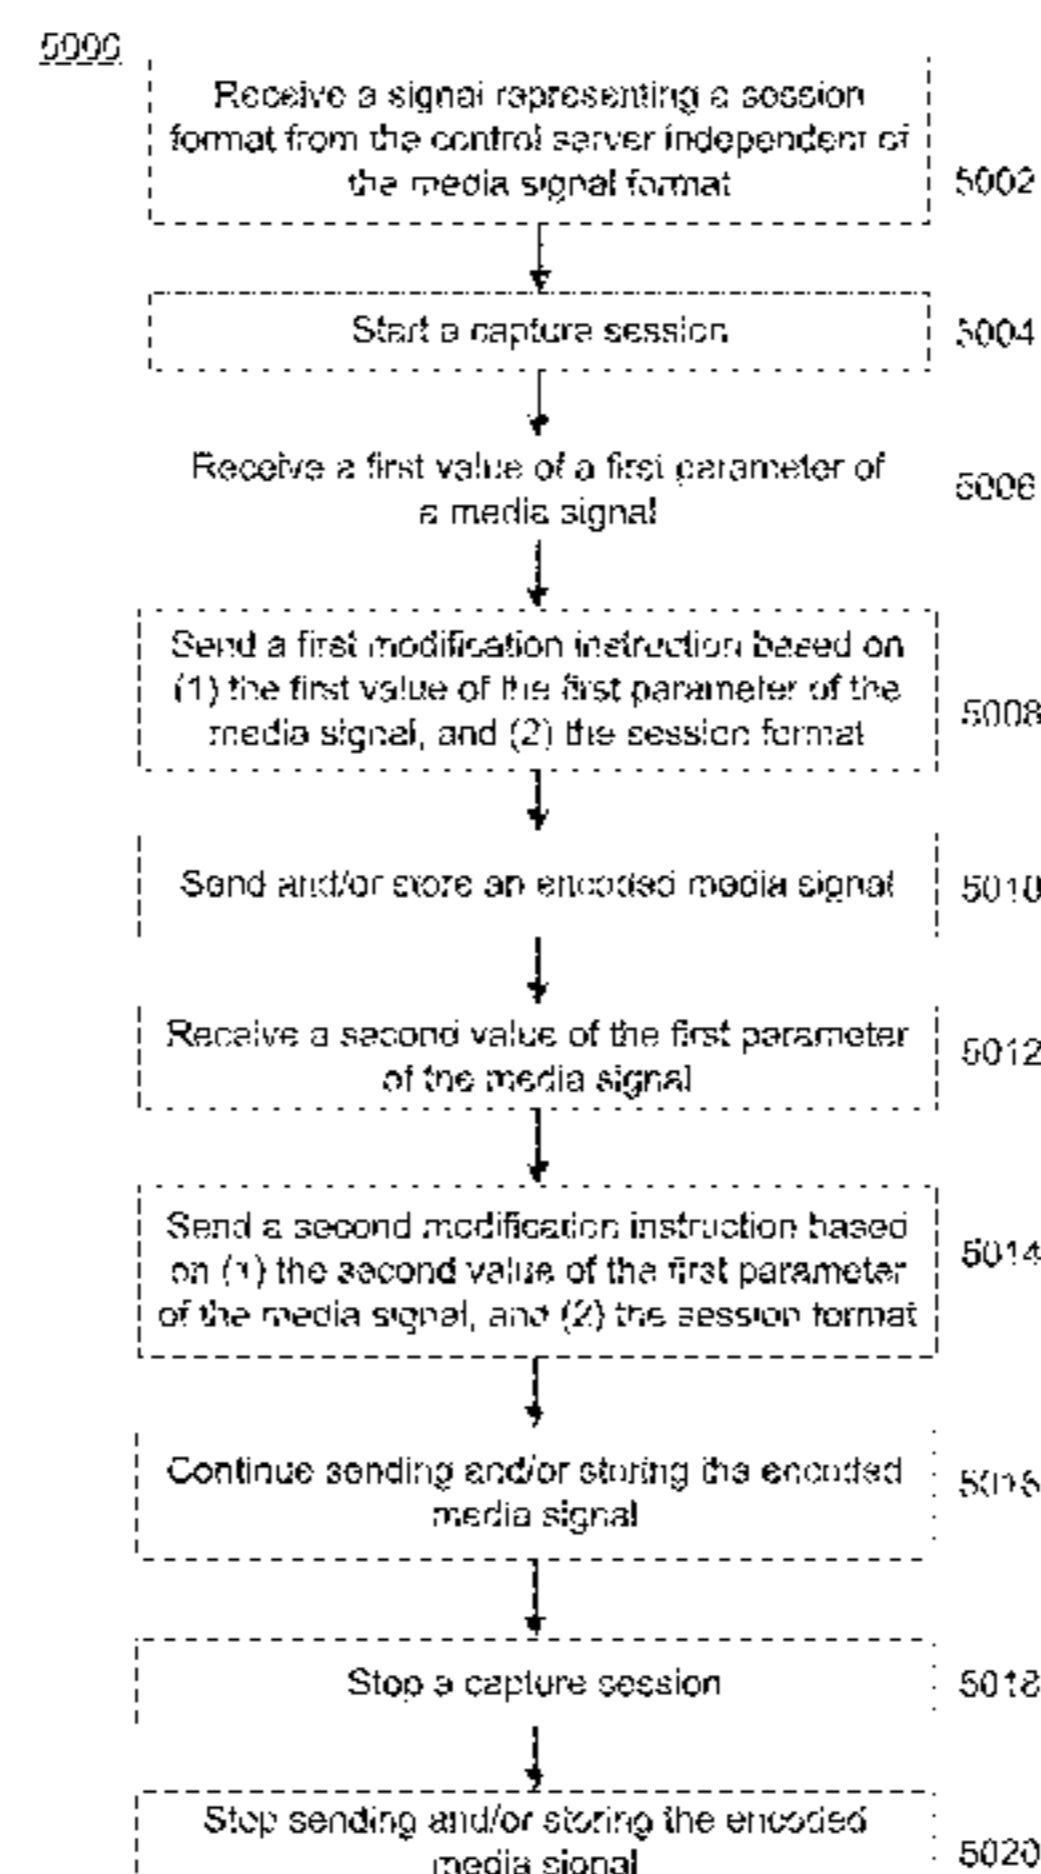 5000
Receive a signal representing a session
format from the control server independent of
the media signal format
5002
Start a capture session
5004
Receive a first value of a first parameter of
a media signal
5006
Send a first modification instruction based on
(1) the first value of the first parameter of the
media signal, and (2) the session format
5008
Send and/or store an encoded media signal
5010
Receive a second value of the first parameter
of the media signal
5012
Send a second modification instruction based
on (1) the second value of the first parameter
of the media signal, and (2) the session format
5014
Continue sending and/or storing the encoded
media signal
5016
Stop a capture session
5018
Stop sending and/or storing the encoded
media signal
5020